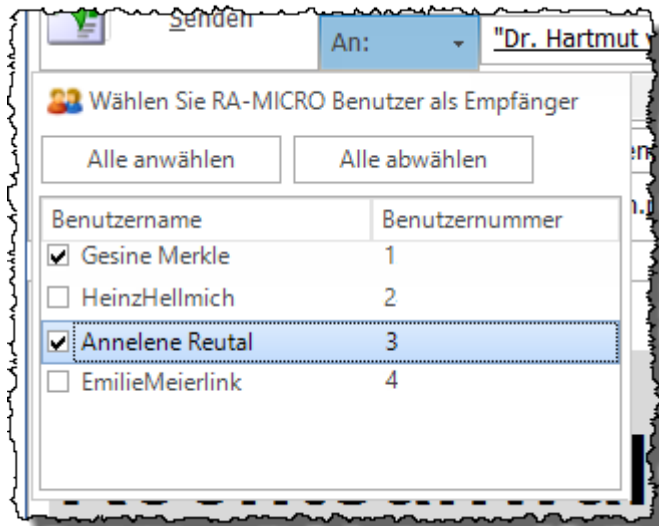 Senden
An:
"Dr. Hartmut
Wählen Sie RA-MICRO Benutzer als Empfänger
Alle anwählen Alle abwählen
Benutzername Benutzernummer
Gesine Merkle 1
HeinzHellmich 2
Annelene Reutal 3
EmilieMeierlink 4